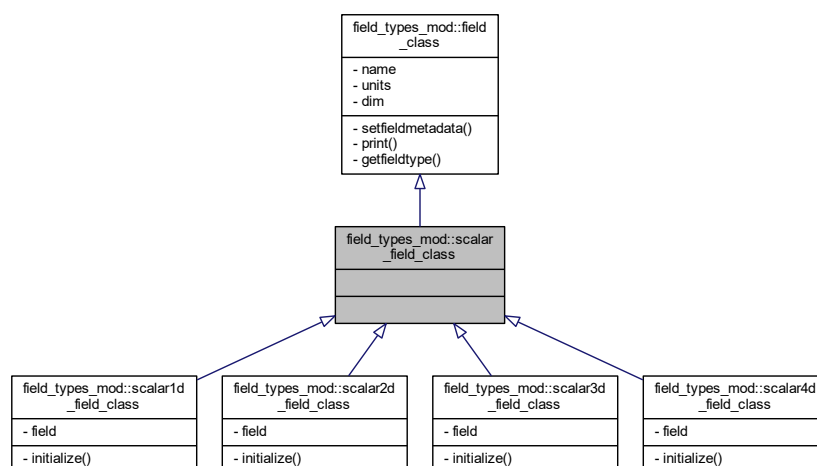 field_types_mod::field
_class
- name
- units
- dim
- setfieldmetadata()
- print()
- getfieldtype()
field_types_mod::scalar
_field_class
field_types_mod::scalar1d
_field_class
- field
- initialize()
field_types_mod::scalar2d
_field_class
- field
- initialize()
field_types_mod::scalar3d
_field_class
- field
- initialize()
field_types_mod::scalar4d
_field_class
- field
- initialize()